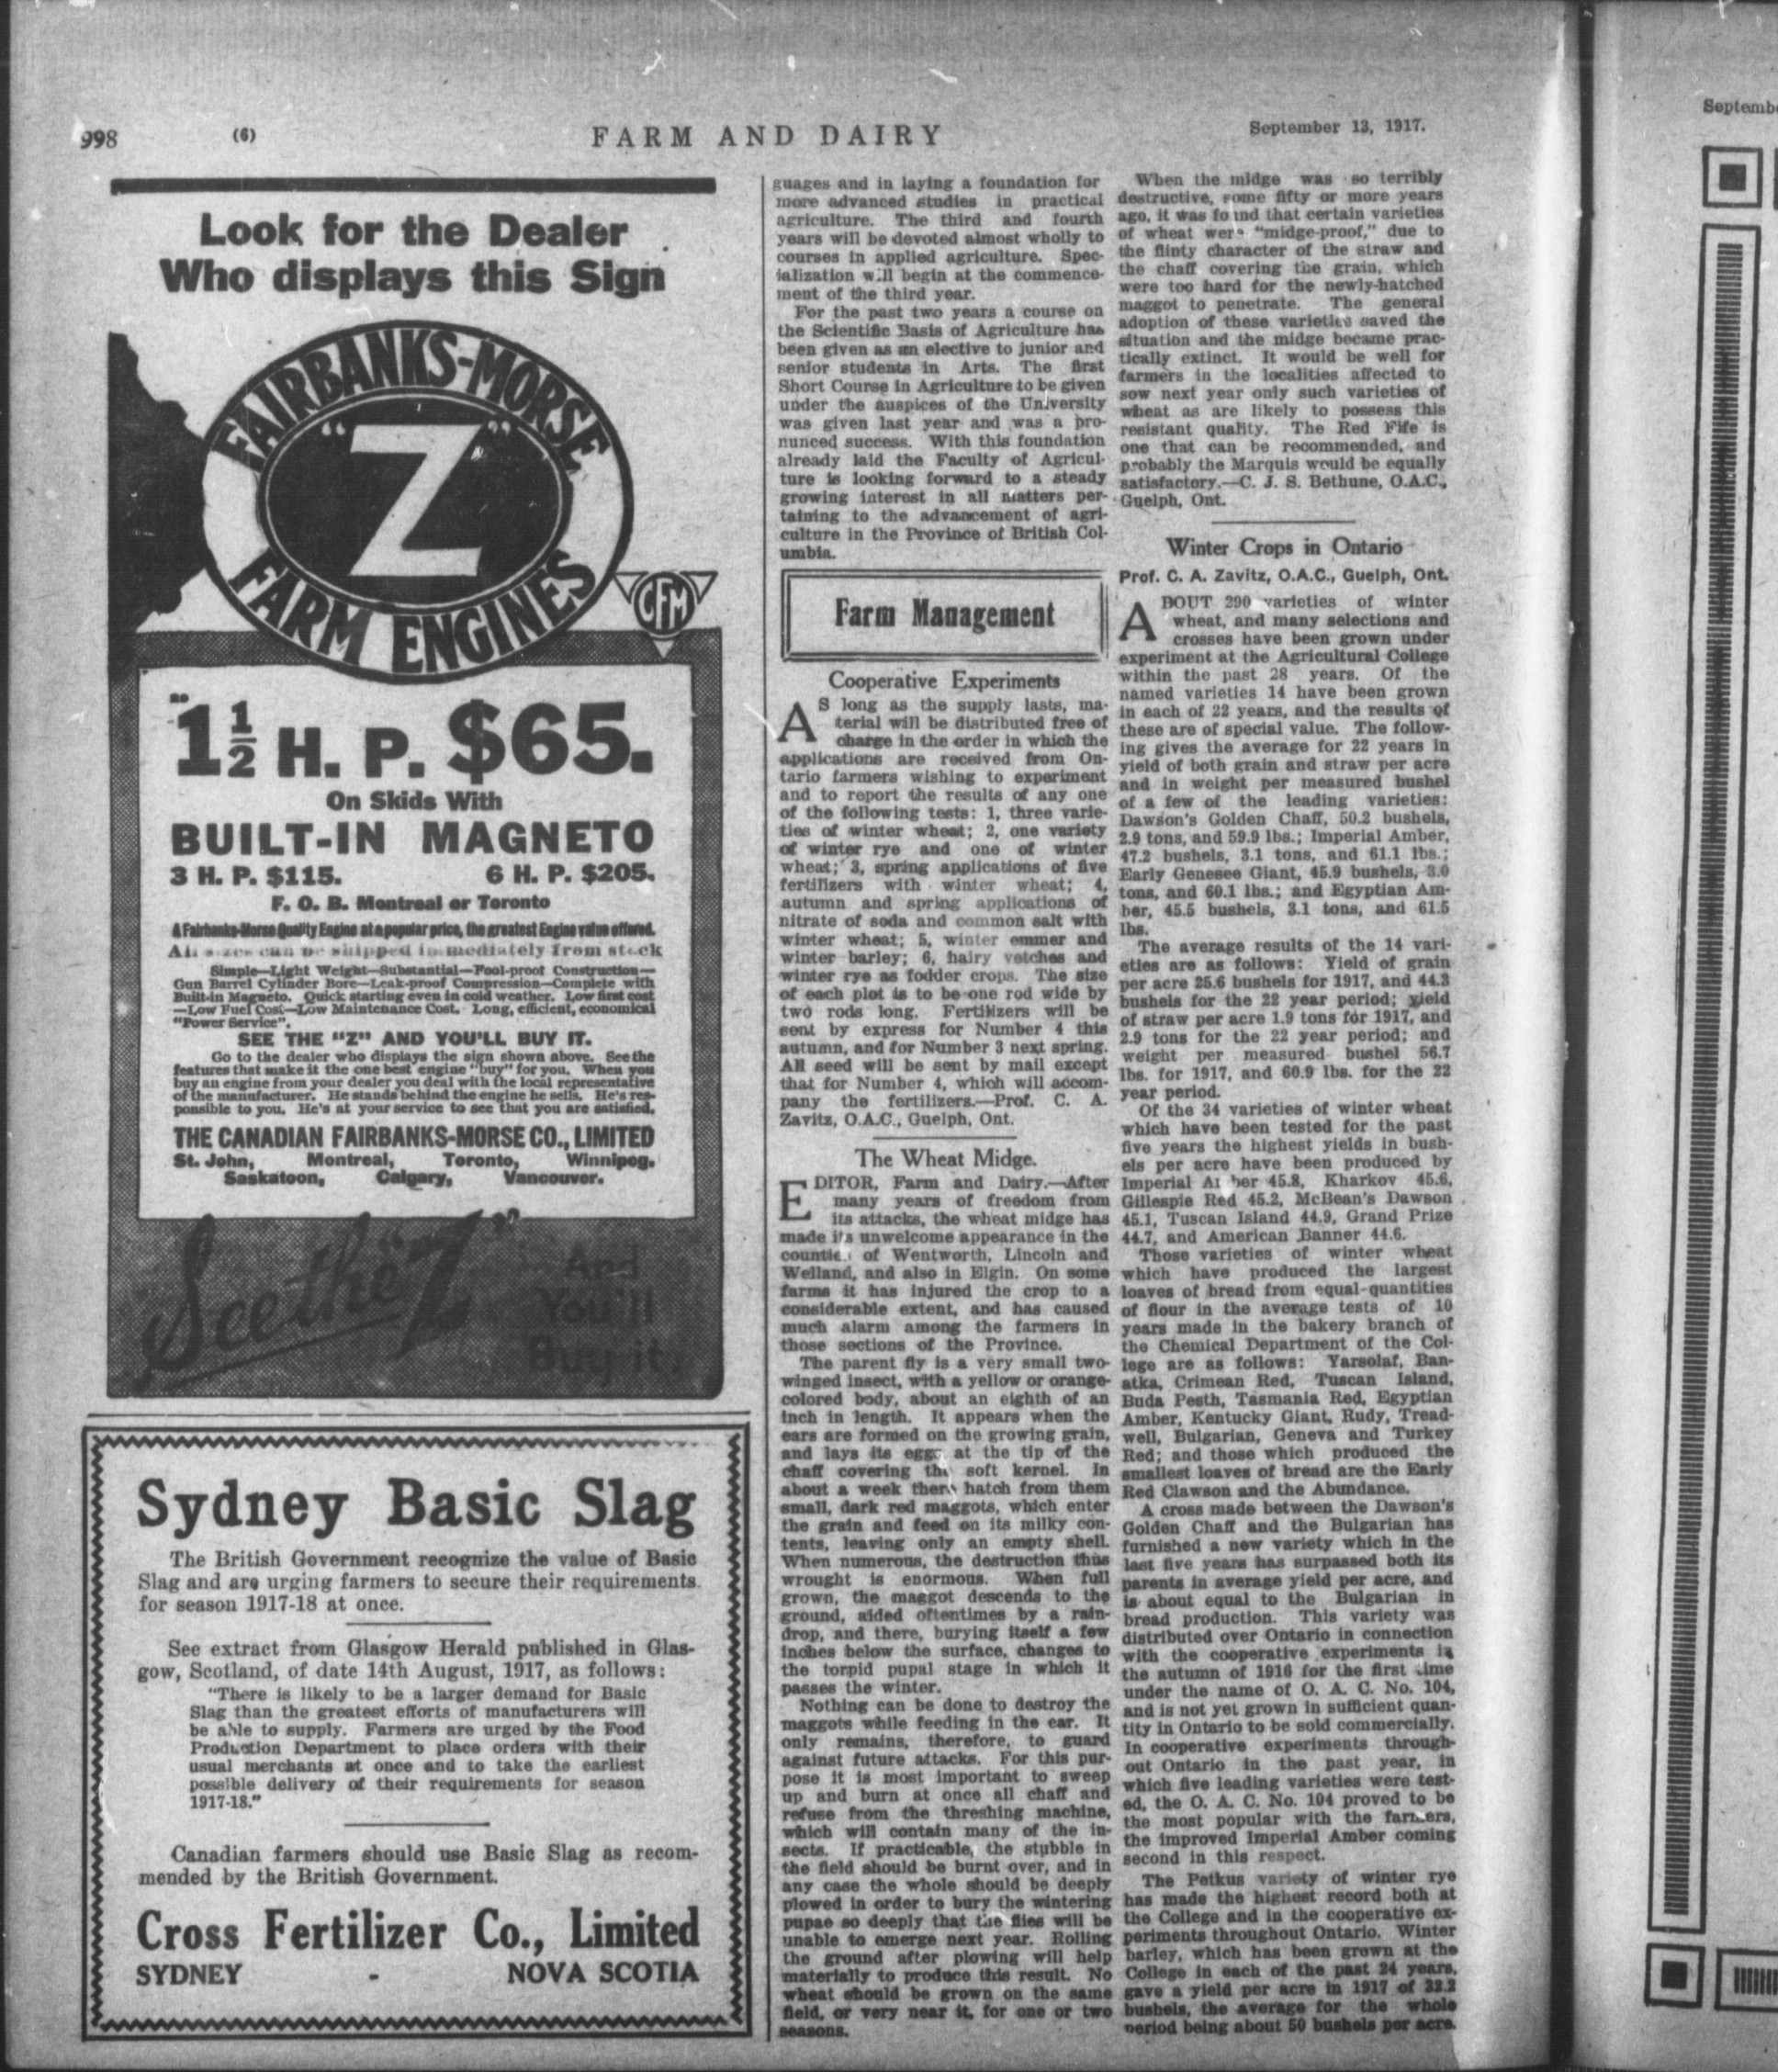 998
(6)
FARM AND DAIRY
September 13, 1917.
Look for the Dealer
Who displays this Sign
FAIRBANKS-MORSE
"Z"
FARM ENGINES
CFM
1½ H. P. $65.
On Skids With
BUILT-IN MAGNETO
3 H. P. $115. 6 H. P. $205.
F. O. B. Montreal or Toronto
A Fairbanks-Morse Quality Engine at a popular price, the greatest Engine value offered.
All sizes can be shipped immediately from stock
Simple—Light Weight—Substantial—Fool-proof Construction—
Gun Barrel Cylinder Bore—Leak-proof Compression—Complete with
Built-in Magneto. Quick starting even in cold weather. Low first cost
—Low Fuel Cost—Low Maintenance Cost. Long, efficient, economical
"Power Service".
SEE THE "Z" AND YOU'LL BUY IT.
Go to the dealer who displays the sign shown above. See the
features that make it the one best engine "buy" for you. When you
buy an engine from your dealer you deal with the local representative
of the manufacturer. He stands behind the engine he sells. He's res-
ponsible to you. He's at your service to see that you are satisfied.
THE CANADIAN FAIRBANKS-MORSE CO., LIMITED
St. John, Montreal, Toronto, Winnipeg,
Saskatoon, Calgary, Vancouver.
See the "Z"
And
You'll
Buy it
Sydney Basic Slag
The British Government recognize the value of Basic
Slag and are urging farmers to secure their requirements
for season 1917-18 at once.
See extract from Glasgow Herald published in Glas-
gow, Scotland, of date 14th August, 1917, as follows:
"There is likely to be a larger demand for Basic
Slag than the greatest efforts of manufacturers will
be able to supply. Farmers are urged by the Food
Production Department to place orders with their
usual merchants at once and to take the earliest
possible delivery of their requirements for season
1917-18."
Canadian farmers should use Basic Slag as recom-
mended by the British Government.
Cross Fertilizer Co., Limited
SYDNEY - NOVA SCOTIA
guages and in laying a foundation for
more advanced studies in practical
agriculture. The third and fourth
years will be devoted almost wholly to
courses in applied agriculture. Spec-
ialization will begin at the commence-
ment of the third year.
For the past two years a course on
the Scientific Basis of Agriculture has
been given as an elective to junior and
senior students in Arts. The first
Short Course in Agriculture to be given
under the auspices of the University
was given last year and was a pro-
nunced success. With this foundation
already laid the Faculty of Agricul-
ture is looking forward to a steady
growing interest in all matters per-
taining to the advancement of agri-
culture in the Province of British Col-
umbia.
Farm Management
Cooperative Experiments
AS long as the supply lasts, ma-
terial will be distributed free of
charge in the order in which the
applications are received from On-
tario farmers wishing to experiment
and to report the results of any one
of the following tests: 1, three varie-
ties of winter wheat; 2, one variety
of winter rye and one of winter
wheat; 3, spring applications of five
fertilizers with winter wheat; 4,
autumn and spring applications of
nitrate of soda and common salt with
winter wheat; 5, winter emmer and
winter barley; 6, hairy vetches and
winter rye as fodder crops. The size
of each plot is to be one rod wide by
two rods long. Fertilizers will be
sent by express for Number 4 this
autumn, and for Number 3 next spring.
All seed will be sent by mail except
that for Number 4, which will accom-
pany the fertilizers.—Prof. C. A.
Zavitz, O.A.C., Guelph, Ont.
The Wheat Midge.
EDITOR, Farm and Dairy.—After
many years of freedom from
its attacks, the wheat midge has
made its unwelcome appearance in the
counties of Wentworth, Lincoln and
Welland, and also in Elgin. On some
farms it has injured the crop to a
considerable extent, and has caused
much alarm among the farmers in
those sections of the Province.
The parent fly is a very small two-
winged insect, with a yellow or orange-
colored body, about an eighth of an
inch in length. It appears when the
ears are formed on the growing grain,
and lays its eggs at the tip of the
chaff covering the soft kernel. In
about a week there hatch from them
small, dark red maggots, which enter
the grain and feed on its milky con-
tents, leaving only an empty shell.
When numerous, the destruction thus
wrought is enormous. When full
grown, the maggot descends to the
ground, aided oftentimes by a rain-
drop, and there, burying itself a few
inches below the surface, changes to
the torpid pupal stage in which it
passes the winter.
Nothing can be done to destroy the
maggots while feeding in the ear. It
only remains, therefore, to guard
against future attacks. For this pur-
pose it is most important to sweep
up and burn at once all chaff and
refuse from the threshing machine,
which will contain many of the in-
sects. If practicable, the stubble in
the field should be burnt over, and in
any case the whole should be deeply
plowed in order to bury the wintering
pupae so deeply that the flies will be
unable to emerge next year. Rolling
the ground after plowing will help
materially to produce this result. No
wheat should be grown on the same
field, or very near it, for one or two
seasons.
When the midge was so terribly
destructive, some fifty or more years
ago, it was found that certain varieties
of wheat were "midge-proof," due to
the flinty character of the straw and
the chaff covering the grain, which
were too hard for the newly-hatched
maggot to penetrate. The general
adoption of these varieties saved the
situation and the midge became prac-
tically extinct. It would be well for
farmers in the localities affected to
sow next year only such varieties of
wheat as are likely to possess this
resistant quality. The Red Fife is
one that can be recommended, and
probably the Marquis would be equally
satisfactory.—C. J. S. Bethune, O.A.C.,
Guelph, Ont.
Winter Crops in Ontario
Prof. C. A. Zavitz, O.A.C., Guelph, Ont.
ABOUT 290 varieties of winter
wheat, and many selections and
crosses have been grown under
experiment at the Agricultural College
within the past 28 years. Of the
named varieties 14 have been grown
in each of 22 years, and the results of
these are of special value. The follow-
ing gives the average for 22 years in
yield of both grain and straw per acre
and in weight per measured bushel
of a few of the leading varieties:
Dawson's Golden Chaff, 50.2 bushels,
2.9 tons, and 59.9 lbs.; Imperial Amber,
47.2 bushels, 3.1 tons, and 61.1 lbs.;
Early Genesee Giant, 45.9 bushels, 3.0
tons, and 60.1 lbs.; and Egyptian Am-
ber, 45.5 bushels, 3.1 tons, and 61.5
lbs.
The average results of the 14 vari-
eties are as follows: Yield of grain
per acre 25.6 bushels for 1917, and 44.3
bushels for the 22 year period; yield
of straw per acre 1.9 tons for 1917, and
2.9 tons for the 22 year period; and
weight per measured bushel 56.7
lbs. for 1917, and 60.9 lbs. for the 22
year period.
Of the 34 varieties of winter wheat
which have been tested for the past
five years the highest yields in bush-
els per acre have been produced by
Imperial Amber 45.8, Kharkov 45.6,
Gillespie Red 45.2, McBean's Dawson
45.1, Tuscan Island 44.9, Grand Prize
44.7, and American Banner 44.6.
Those varieties of winter wheat
which have produced the largest
loaves of bread from equal quantities
of flour in the average tests of 10
years made in the bakery branch of
the Chemical Department of the Col-
lege are as follows: Yarsolaf, Ban-
atka, Crimean Red, Tuscan Island,
Buda Pesth, Tasmania Red, Egyptian
Amber, Kentucky Giant, Rudy, Tread-
well, Bulgarian, Geneva and Turkey
Red; and those which produced the
smallest loaves of bread are the Early
Red Clawson and the Abundance.
A cross made between the Dawson's
Golden Chaff and the Bulgarian has
furnished a new variety which in the
last five years has surpassed both its
parents in average yield per acre, and
is about equal to the Bulgarian in
bread production. This variety was
distributed over Ontario in connection
with the cooperative experiments in
the autumn of 1916 for the first time
under the name of O. A. C. No. 104,
and is not yet grown in sufficient quan-
tity in Ontario to be sold commercially.
In cooperative experiments through-
out Ontario in the past year, in
which five leading varieties were test-
ed, the O. A. C. No. 104 proved to be
the most popular with the farmers,
the improved Imperial Amber coming
second in this respect.
The Petkus variety of winter rye
has made the highest record both at
the College and in the cooperative ex-
periments throughout Ontario. Winter
barley, which has been grown at the
College in each of the past 24 years,
gave a yield per acre in 1917 of 32.2
bushels, the average for the whole
period being about 50 bushels per acre.
Septemb